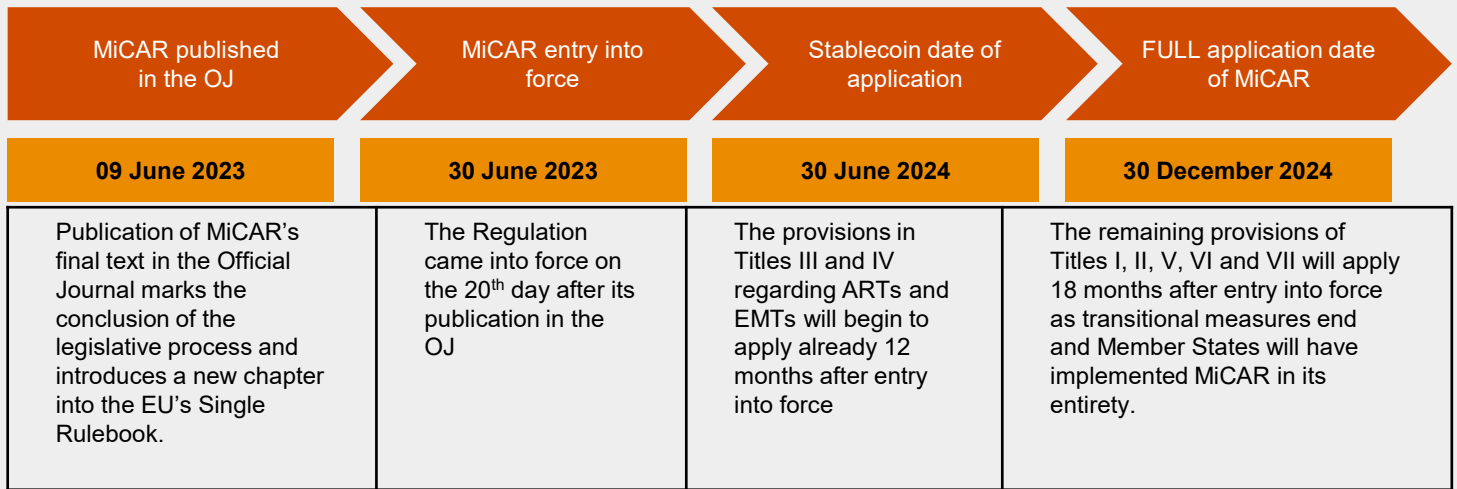 MiCAR published
in the OJ
MiCAR entry into
force
Stablecoin date of
application
FULL application date
of MiCAR
09 June 2023
30 June 2023
30 June 2024
30 December 2024
Publication of MiCAR’s
final text in the Official
Journal marks the
conclusion of the
legislative process and
introduces a new chapter
into the EU’s Single
Rulebook.
The Regulation
came into force on
the 20th day after its
publication in the
OJ
The provisions in
Titles III and IV
regarding ARTs and
EMTs will begin to
apply already 12
months after entry
into force
The remaining provisions of
Titles I, II, V, VI and VII will apply
18 months after entry into force
as transitional measures end
and Member States will have
implemented MiCAR in its
entirety.